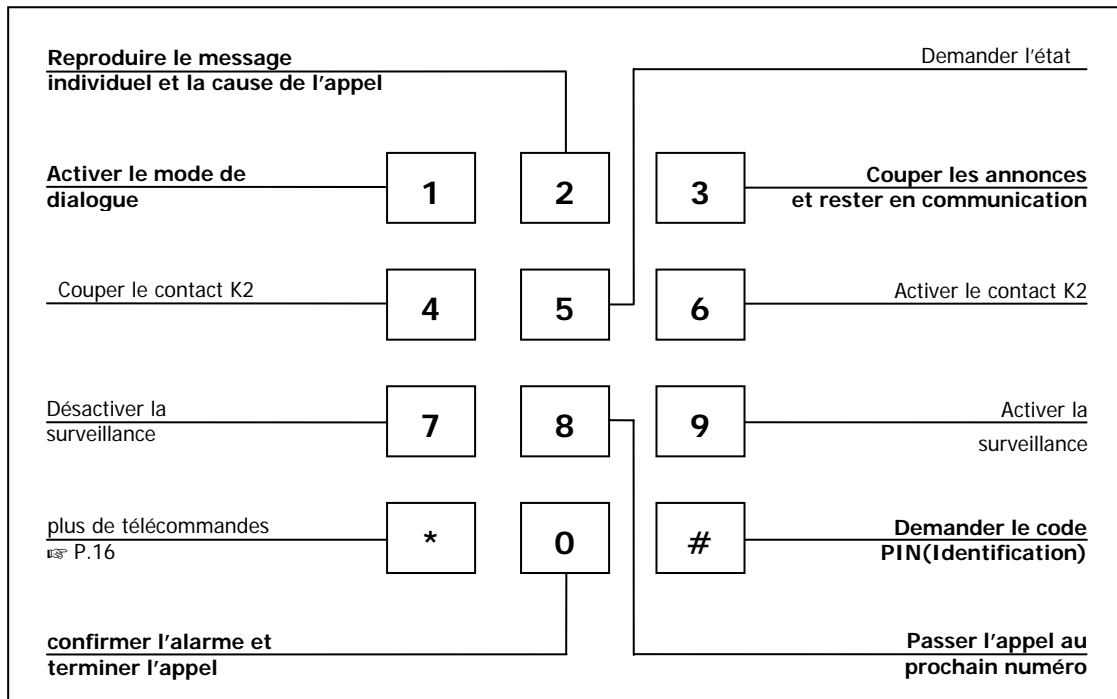 Reproduire le message
individuel et la cause de l'appel
Demander l'état
Activer le mode de
dialogue
1
2
3
Couper les annonces
et rester en communication
Couper le contact K2
4
5
6
Activer le contact K2
Désactiver la
surveillance
7
8
9
Activer la
surveillance
plus de télécommandes
☞ P.16
*
0
#
Demander le code
PIN(Identification)
confirmer l'alarme et
terminer l'appel
Passer l'appel au
prochain numéro